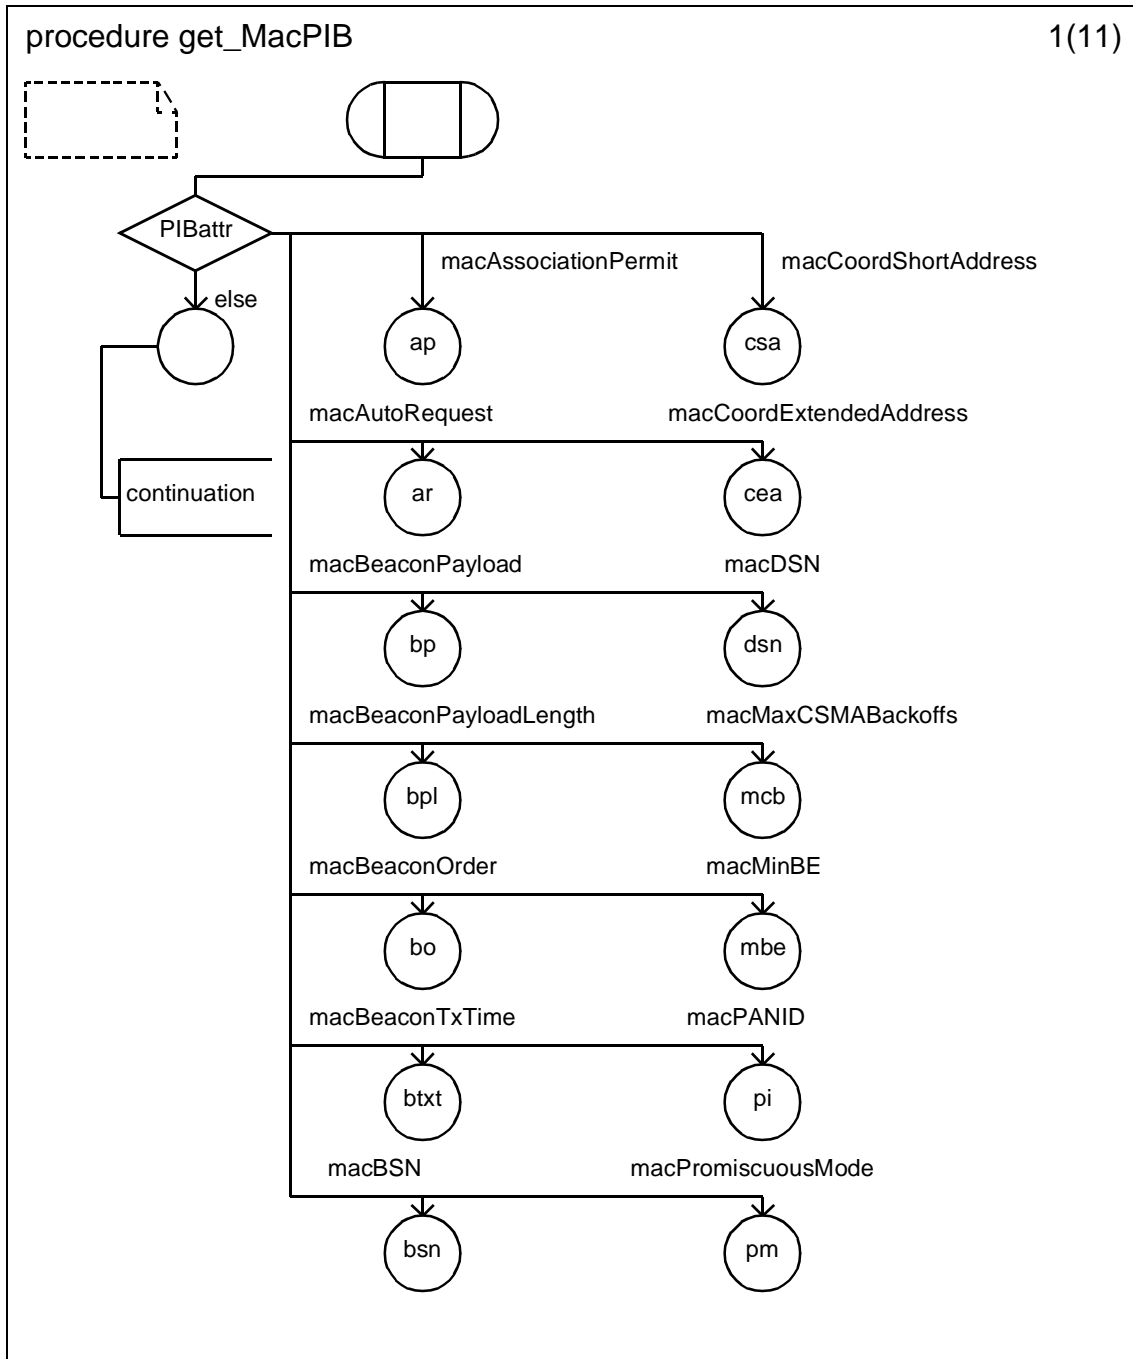 procedure get_MacPIB 1(11)
PIBattr
macAssociationPermit macCoordShortAddress
else
ap csa
macAutoRequest macCoordExtendedAddress
continuation ar cea
macBeaconPayload macDSN
bp dsn
macBeaconPayloadLength macMaxCSMABackoffs
bpl mcb
macBeaconOrder macMinBE
bo mbe
macBeaconTxTime macPANID
btxt pi
macBSN macPromiscuousMode
bsn pm